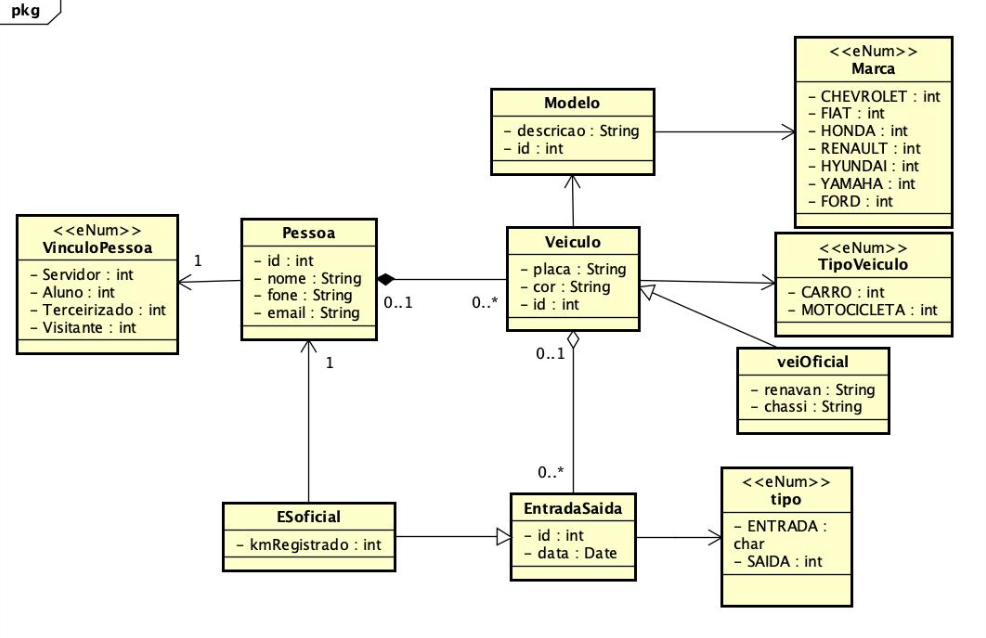 pkg
<<eNum>>
Marca
– CHEVROLET : int
– FIAT : int
– HONDA : int
– RENAULT : int
– HYUNDAI : int
– YAMAHA : int
– FORD : int
Modelo
– descricao : String
– id : int
<<eNum>>
VinculoPessoa
– Servidor : int
– Aluno : int
– Terceirizado : int
– Visitante : int
1
Pessoa
– id : int
– nome : String
– fone : String
– email : String
0..1
0..*
Veiculo
– placa : String
– cor : String
– id : int
<<eNum>>
TipoVeiculo
– CARRO : int
– MOTOCICLETA : int
0..1
1
veiOficial
– renavan : String
– chassi : String
0..*
ESoficial
– kmRegistrado : int
EntradaSaida
– id : int
– data : Date
<<eNum>>
tipo
– ENTRADA :
char
– SAIDA : int